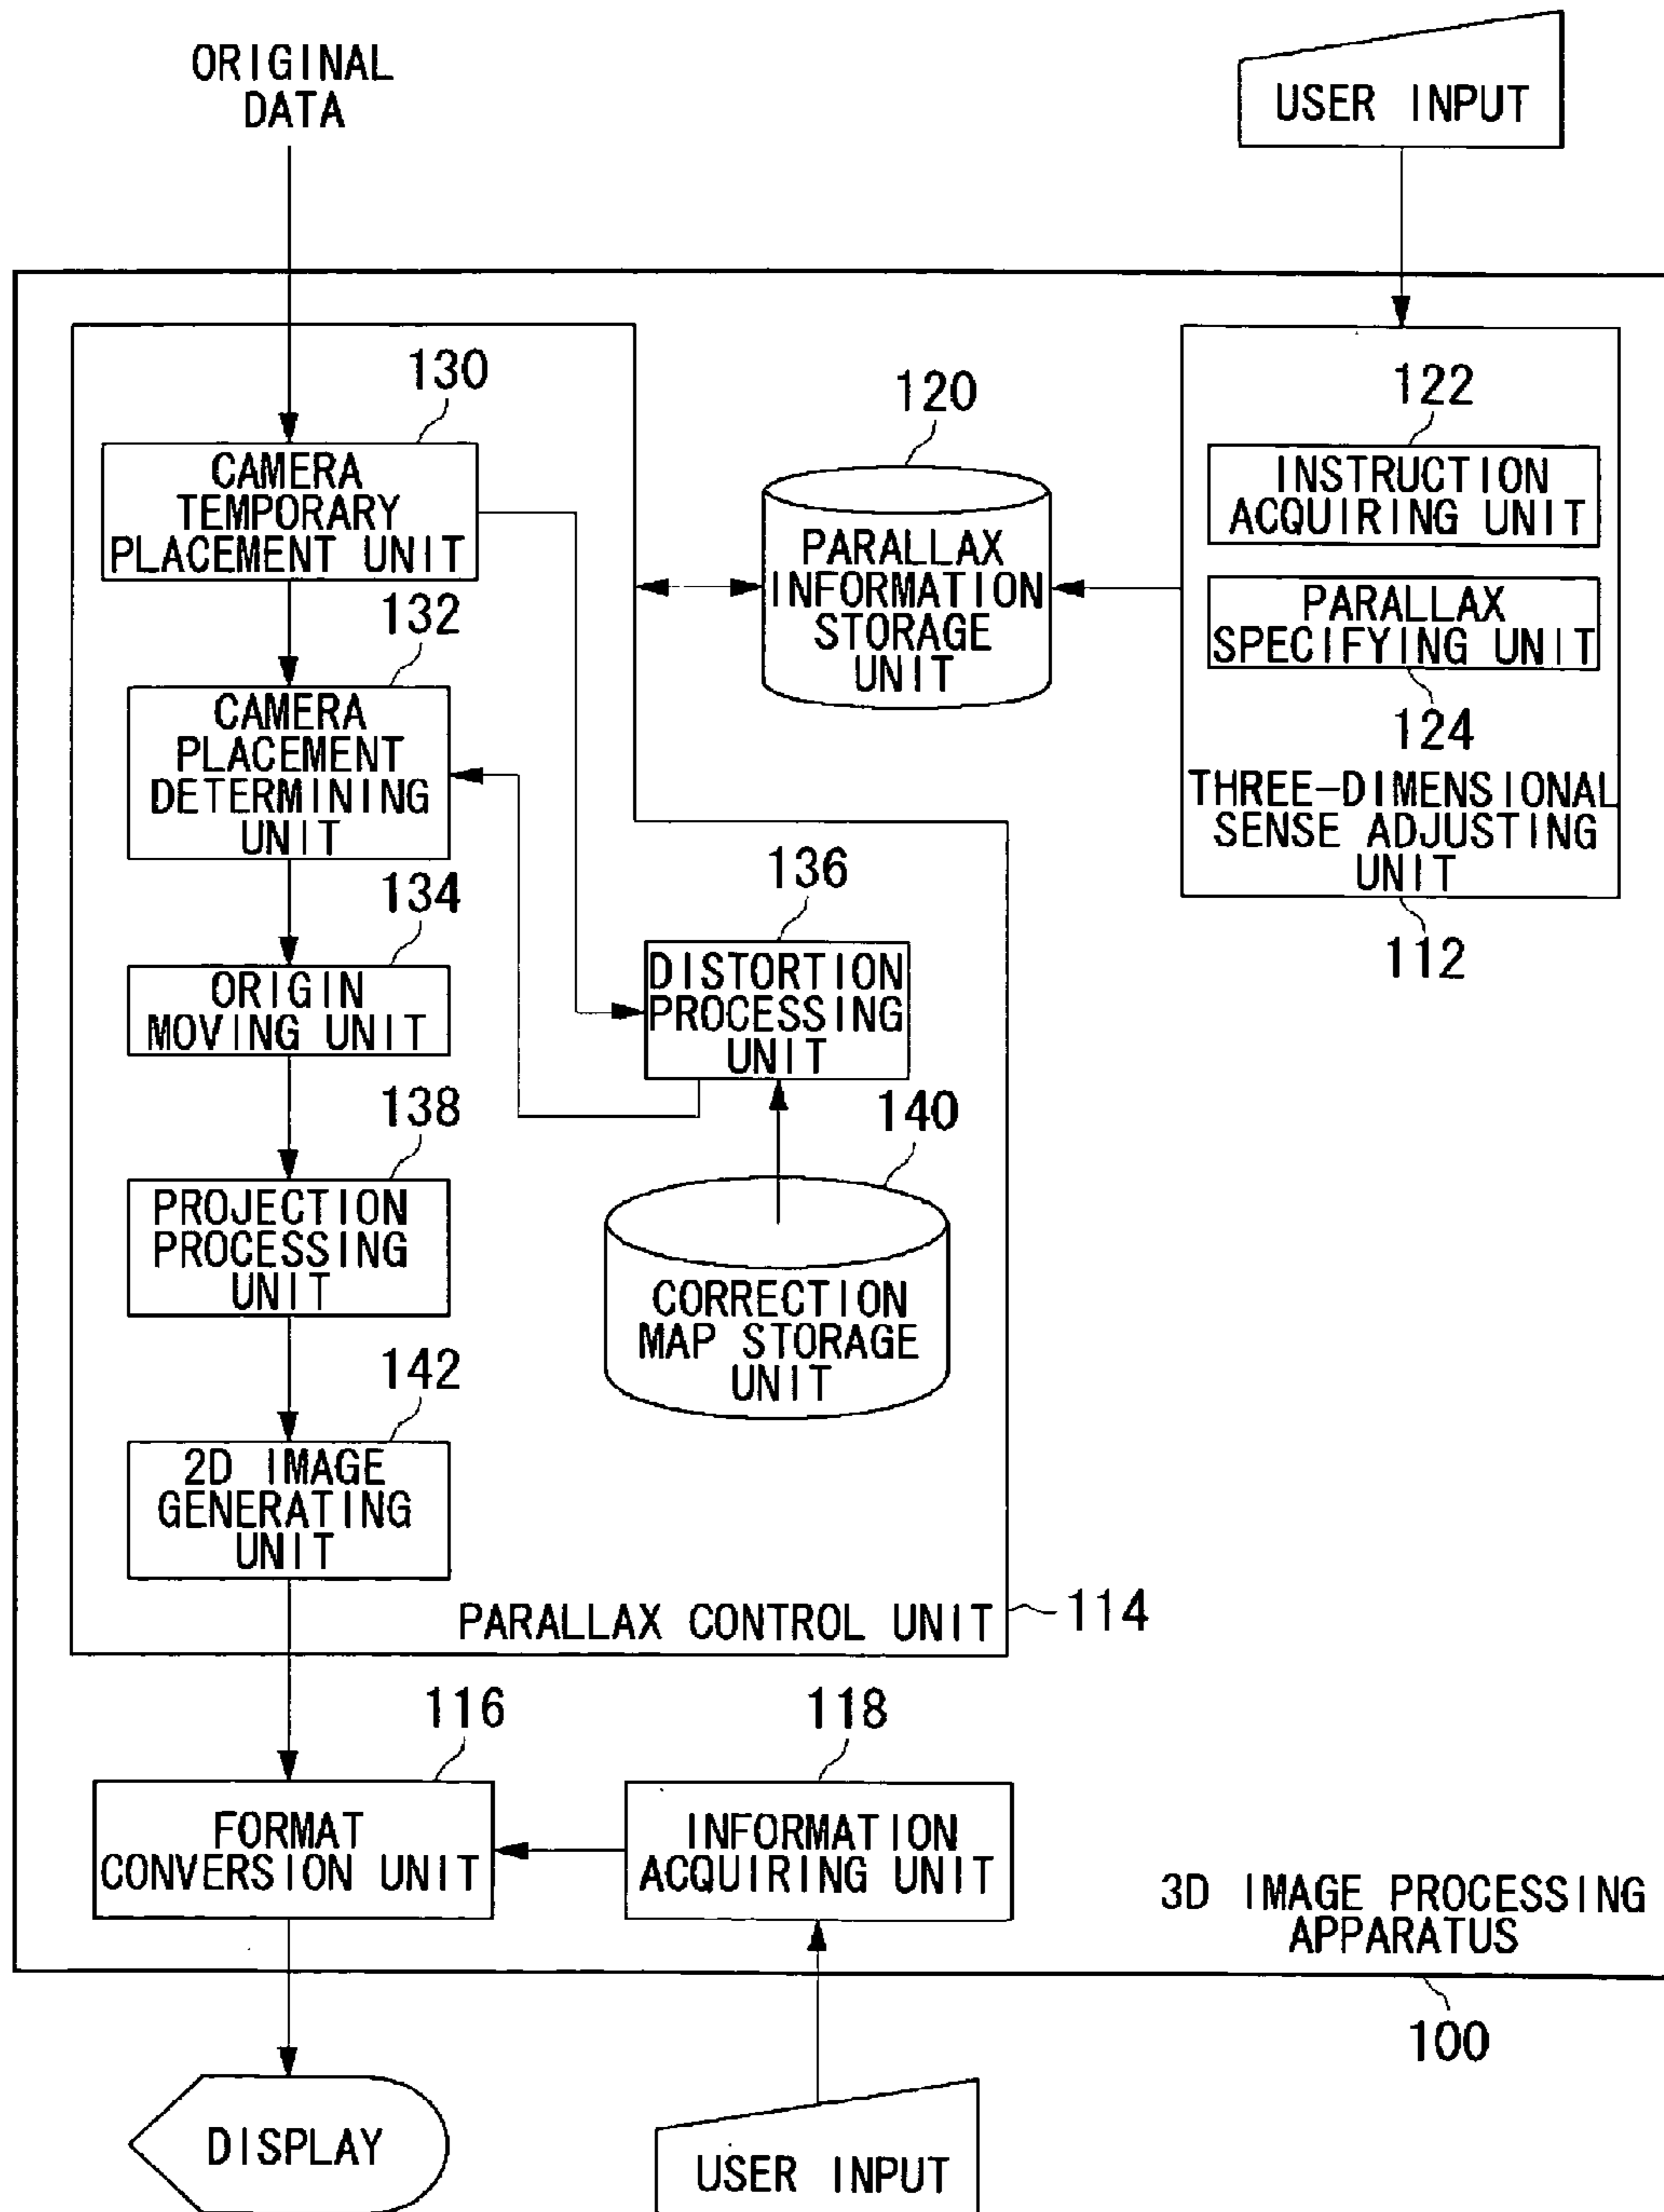 ORIGINAL
DATA
USER INPUT
130
CAMERA
TEMPORARY
PLACEMENT UNIT
120
PARALLAX
INFORMATION
STORAGE
UNIT
122
INSTRUCTION
ACQUIRING UNIT
PARALLAX
SPECIFYING UNIT
124
THREE-DIMENSIONAL
SENSE ADJUSTING
UNIT
112
132
CAMERA
PLACEMENT
DETERMINING
UNIT
134
ORIGIN
MOVING UNIT
136
DISTORTION
PROCESSING
UNIT
138
PROJECTION
PROCESSING
UNIT
140
CORRECTION
MAP STORAGE
UNIT
142
2D IMAGE
GENERATING
UNIT
PARALLAX CONTROL UNIT
114
116
FORMAT
CONVERSION UNIT
118
INFORMATION
ACQUIRING UNIT
3D IMAGE PROCESSING
APPARATUS
100
DISPLAY
USER INPUT